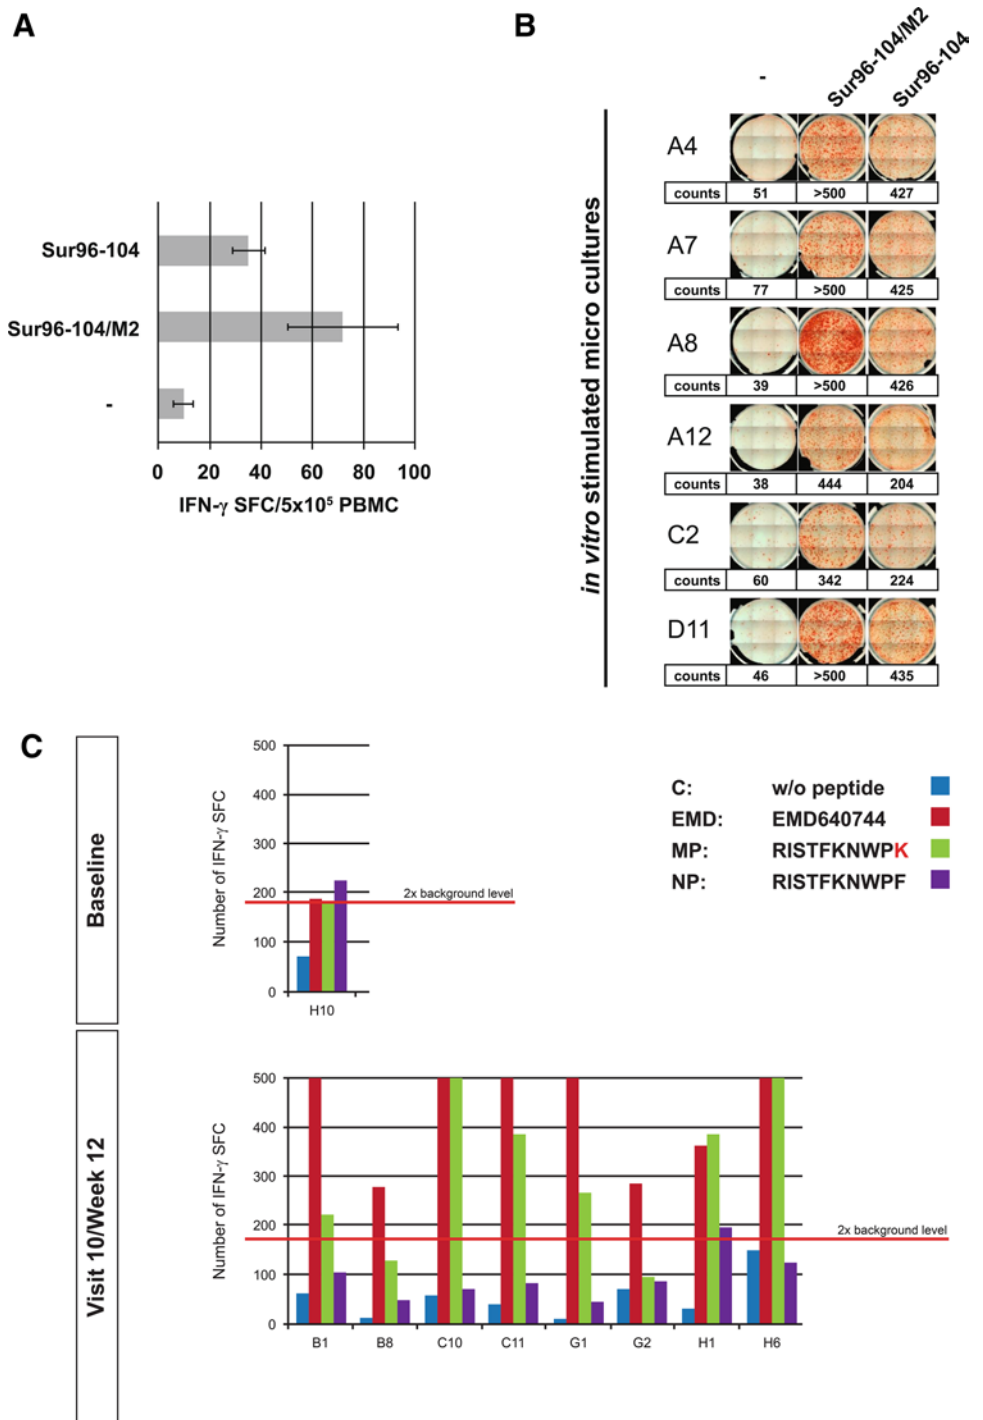 A
Sur96-104
Sur96-104/M2
-
0 20 40 60 80 100
IFN-γ SFC/5x10⁵ PBMC
B
- Sur96-104/M2 Sur96-104
in vitro stimulated micro cultures
A4
counts 51 >500 427
A7
counts 77 >500 425
A8
counts 39 >500 426
A12
counts 38 444 204
C2
counts 60 342 224
D11
counts 46 >500 435
C
Baseline
Number of IFN-γ SFC
500
400
300
200
100
0
2x background level
H10
C: w/o peptide
EMD: EMD640744
MP: RISTFKNWPK
NP: RISTFKNWPF
Visit 10/Week 12
Number of IFN-γ SFC
500
400
300
200
100
0
2x background level
B1 B8 C10 C11 G1 G2 H1 H6